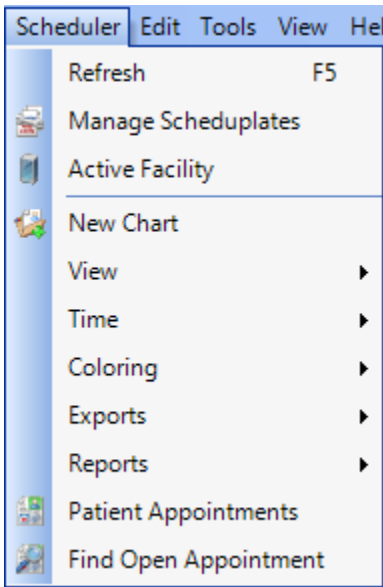 Scheduler Edit Tools View Hel
Refresh F5
Manage Scheduplates
Active Facility
New Chart
View
Time
Coloring
Exports
Reports
Patient Appointments
Find Open Appointment